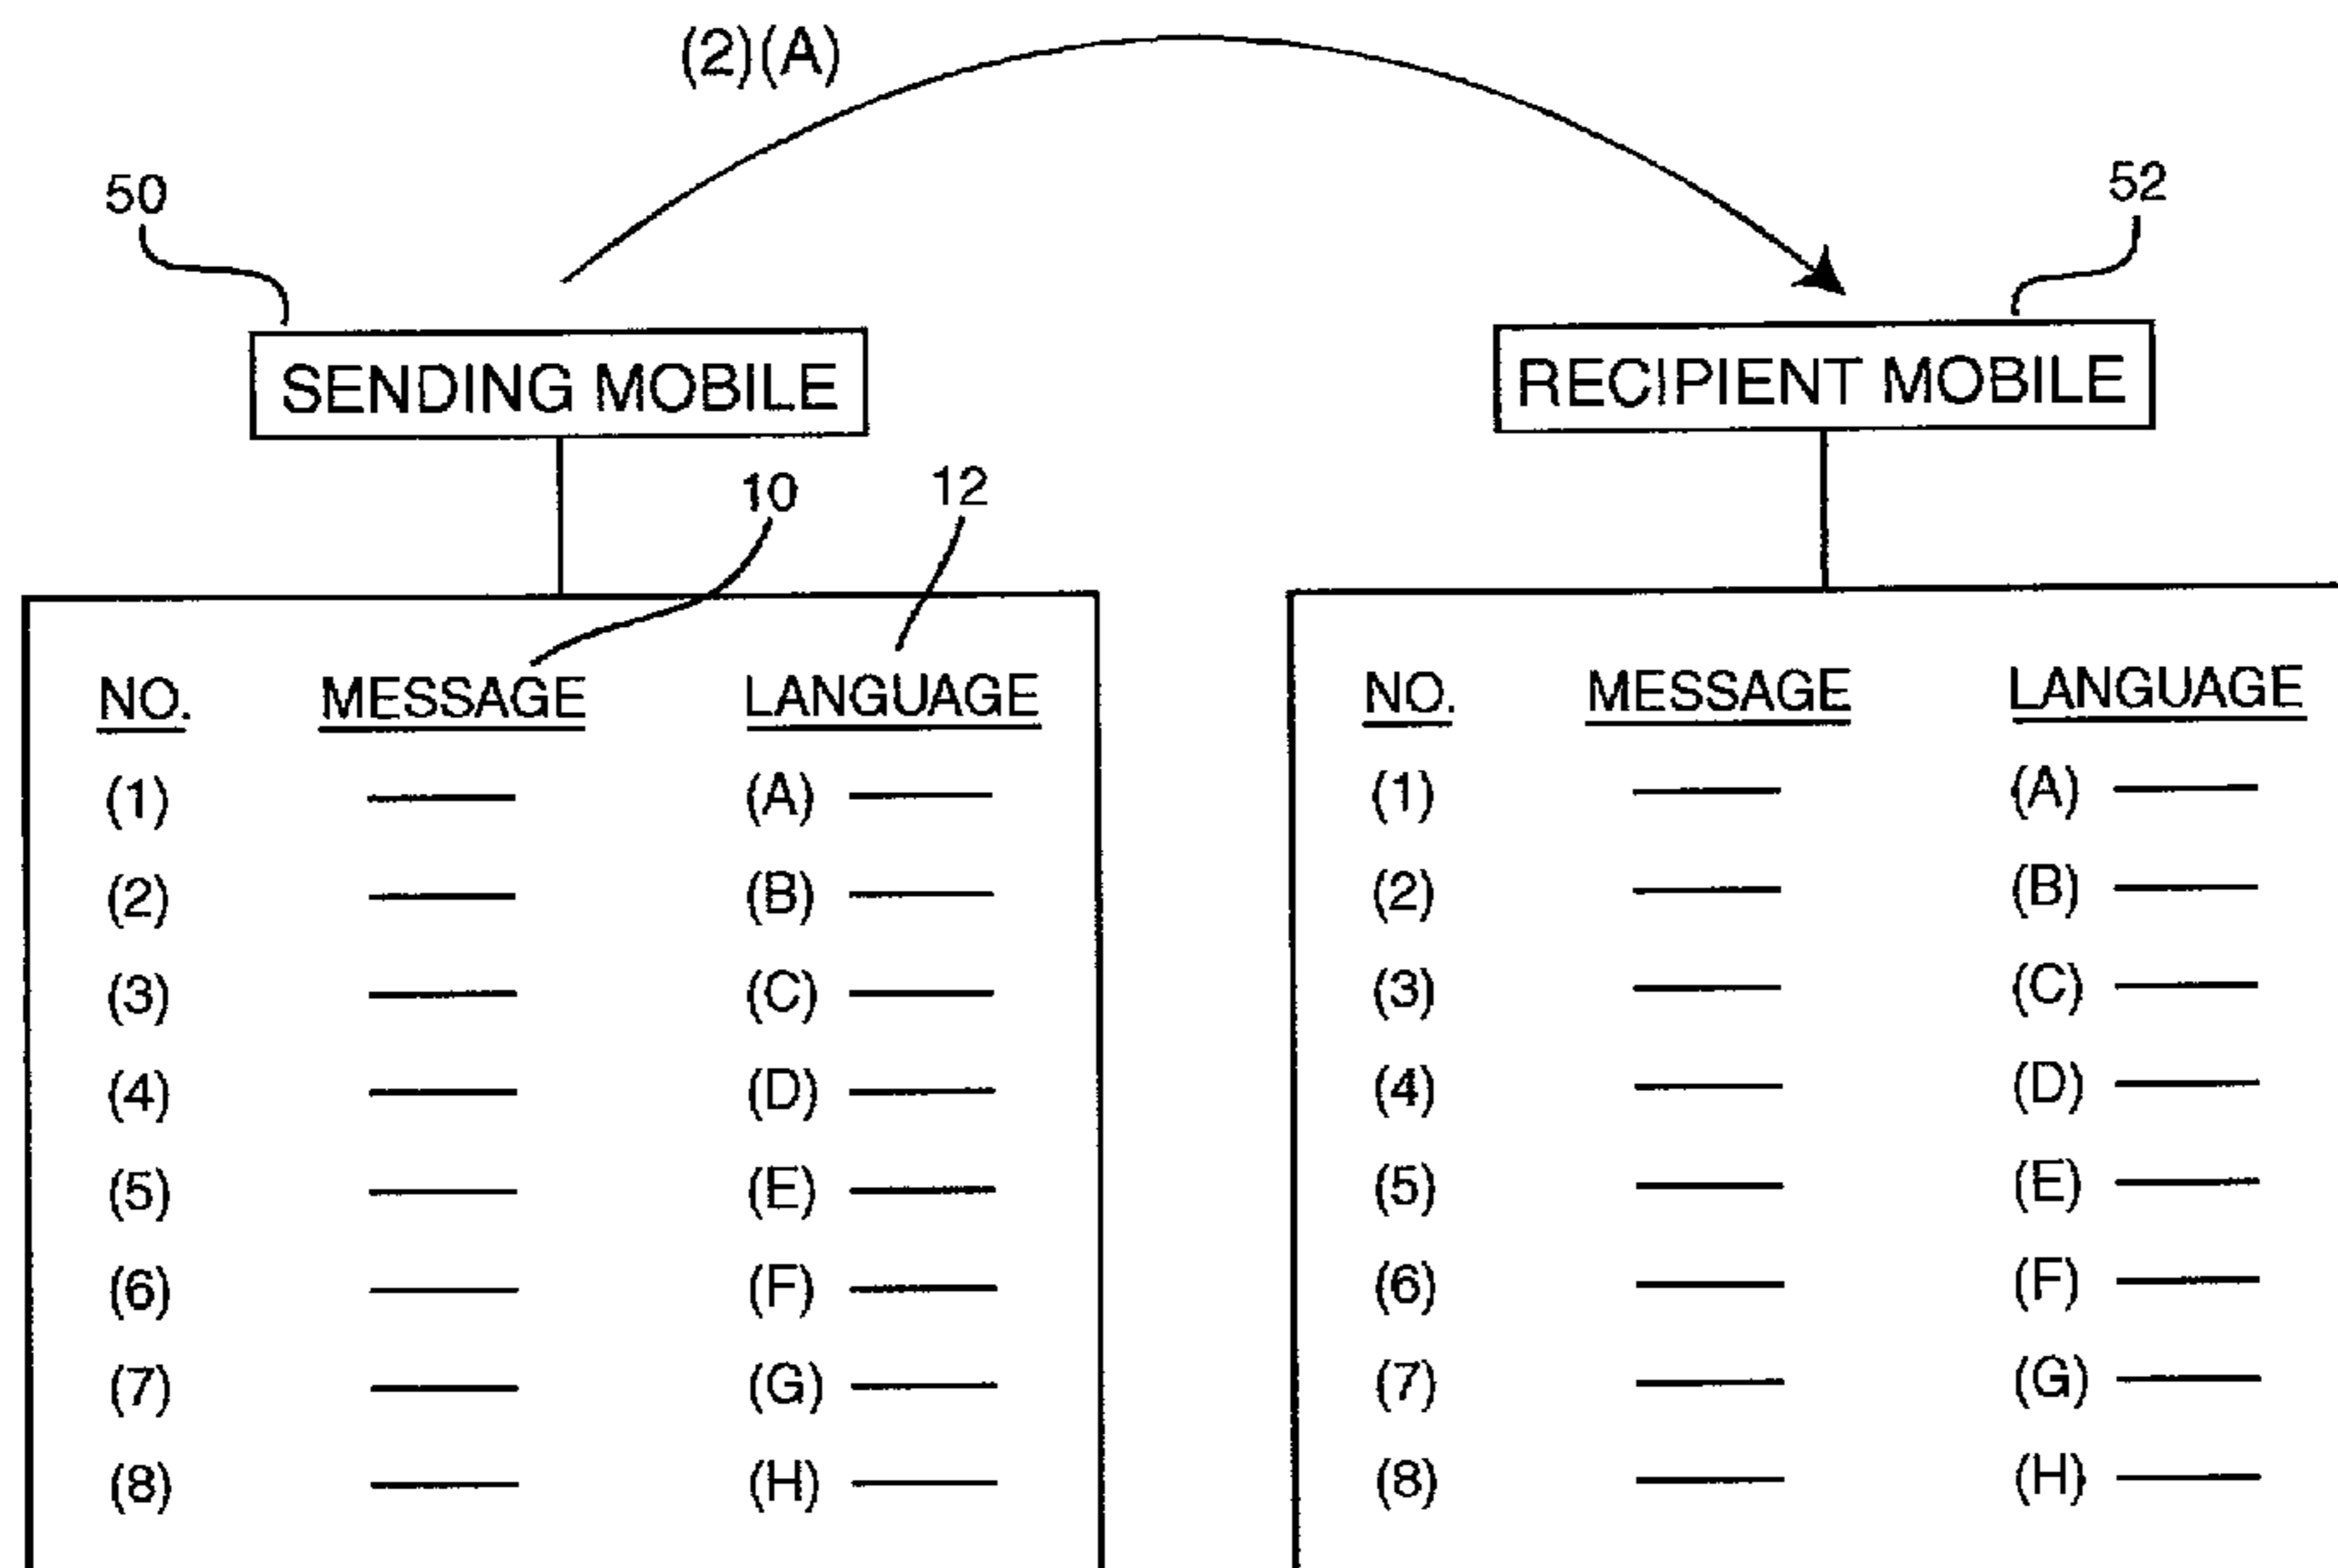 (2)(A)
50
52
SENDING MOBILE
RECIPIENT MOBILE
10
12
NO. MESSAGE LANGUAGE
(1) (A)
(2) (B)
(3) (C)
(4) (D)
(5) (E)
(6) (F)
(7) (G)
(8) (H)
NO. MESSAGE LANGUAGE
(1) (A)
(2) (B)
(3) (C)
(4) (D)
(5) (E)
(6) (F)
(7) (G)
(8) (H)